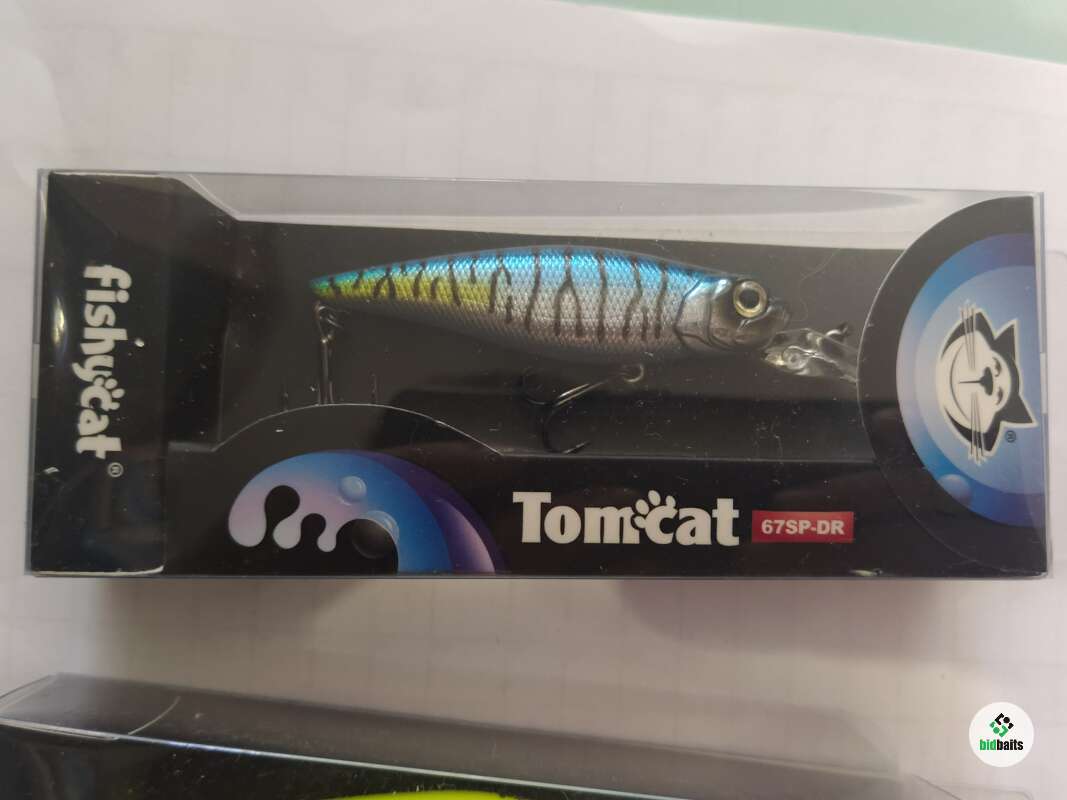 fishycat®
Tomcat 67SP-DR
®
bidbaits